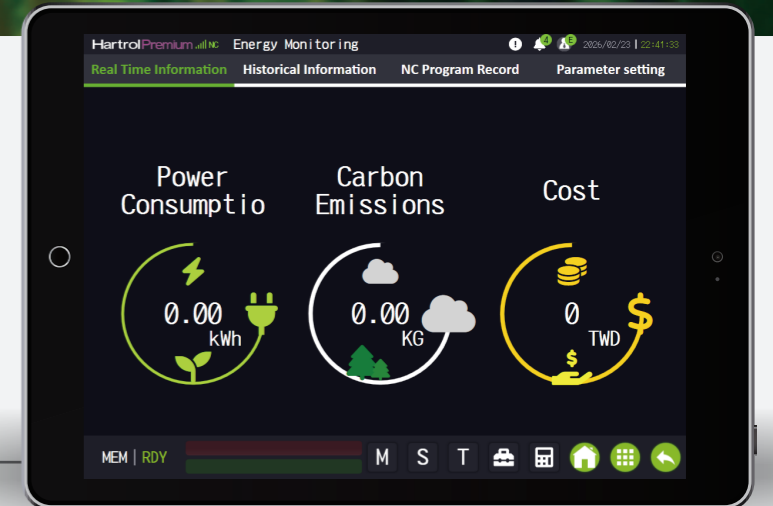 HartrolPremium NC Energy Monitoring ! 4 E 2026/02/23 | 22:41:33
Real Time Information Historical Information NC Program Record Parameter setting
Power Consumptio
Carbon Emissions
Cost
0.00 kWh
0.00 KG
0 TWD
$
$
MEM | RDY M S T